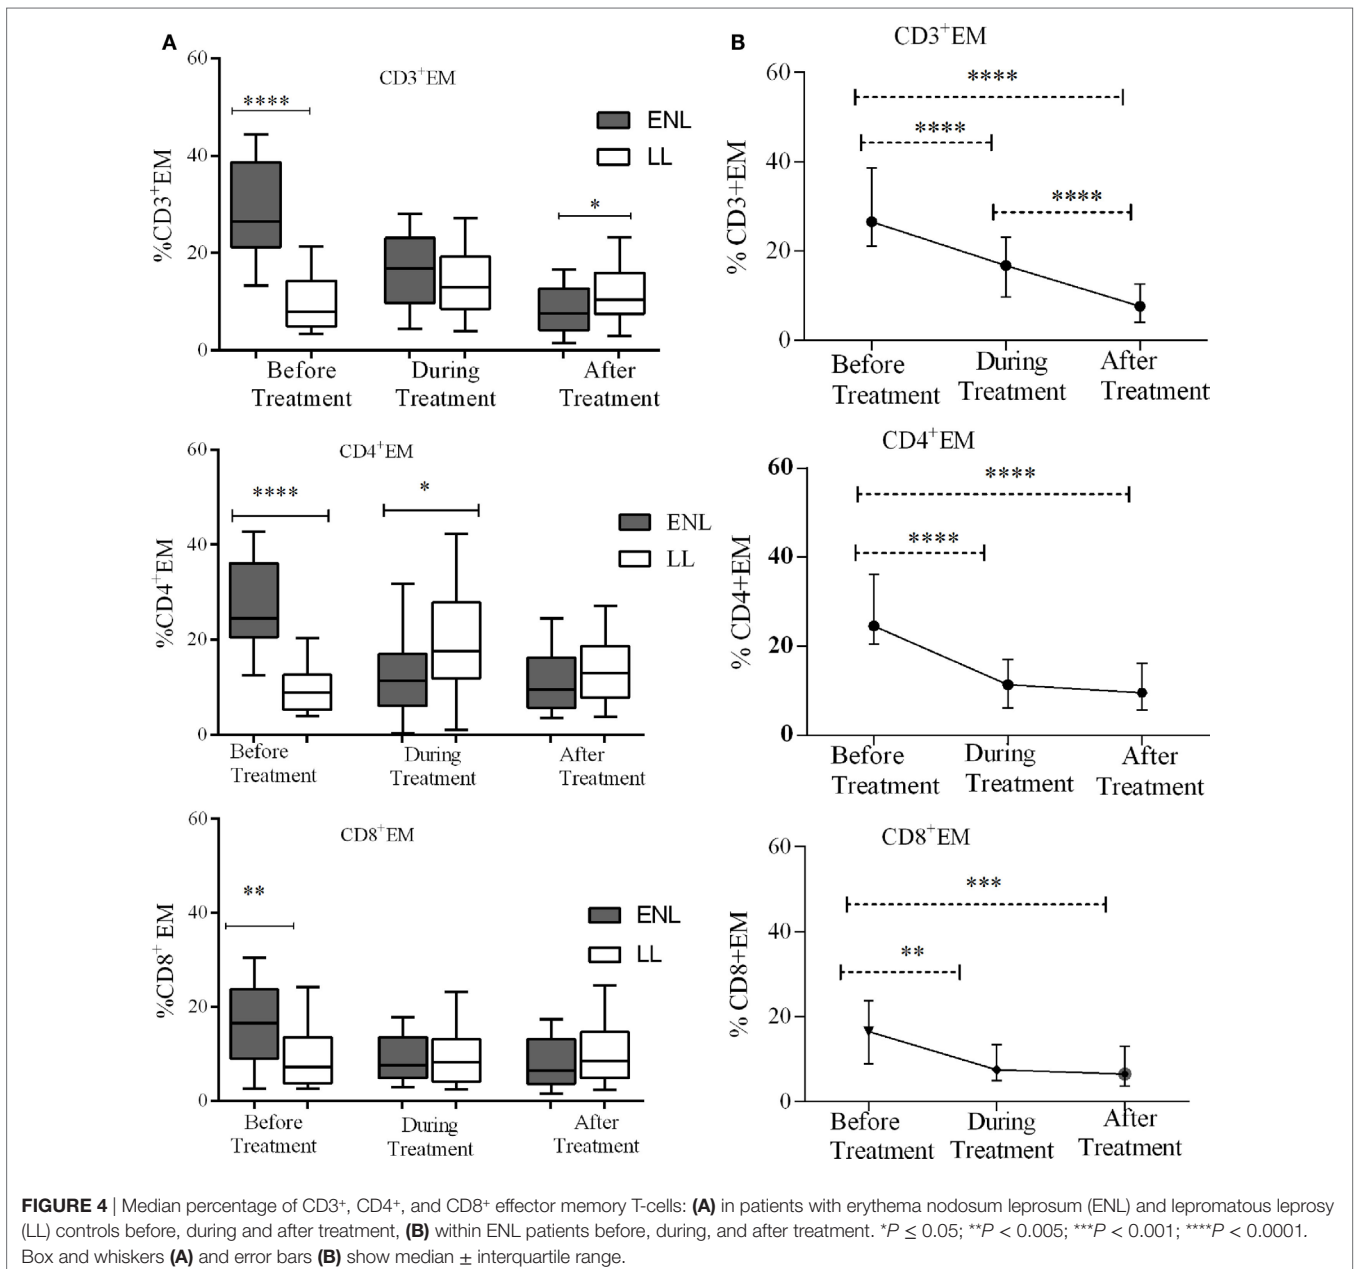 A
CD3⁺EM
60
40
20
0
%CD3⁺EM
****
*
ENL
LL
Before Treatment
During Treatment
After Treatment
B
CD3⁺EM
60
40
20
0
% CD3+EM
****
****
****
Before Treatment
During Treatment
After Treatment
CD4⁺EM
60
40
20
0
%CD4⁺EM
****
*
ENL
LL
Before Treatment
During Treatment
After Treatment
CD4⁺EM
60
40
20
0
% CD4+EM
****
****
Before Treatment
During Treatment
After Treatment
CD8⁺EM
60
40
20
0
%CD8⁺ EM
**
ENL
LL
Before Treatment
During Treatment
After Treatment
CD8⁺EM
60
40
20
0
% CD8+EM
***
**
Before Treatment
During Treatment
After Treatment
FIGURE 4 | Median percentage of CD3⁺, CD4⁺, and CD8⁺ effector memory T-cells: (A) in patients with erythema nodosum leprosum (ENL) and lepromatous leprosy
(LL) controls before, during and after treatment, (B) within ENL patients before, during, and after treatment. *P ≤ 0.05; **P < 0.005; ***P < 0.001; ****P < 0.0001.
Box and whiskers (A) and error bars (B) show median ± interquartile range.